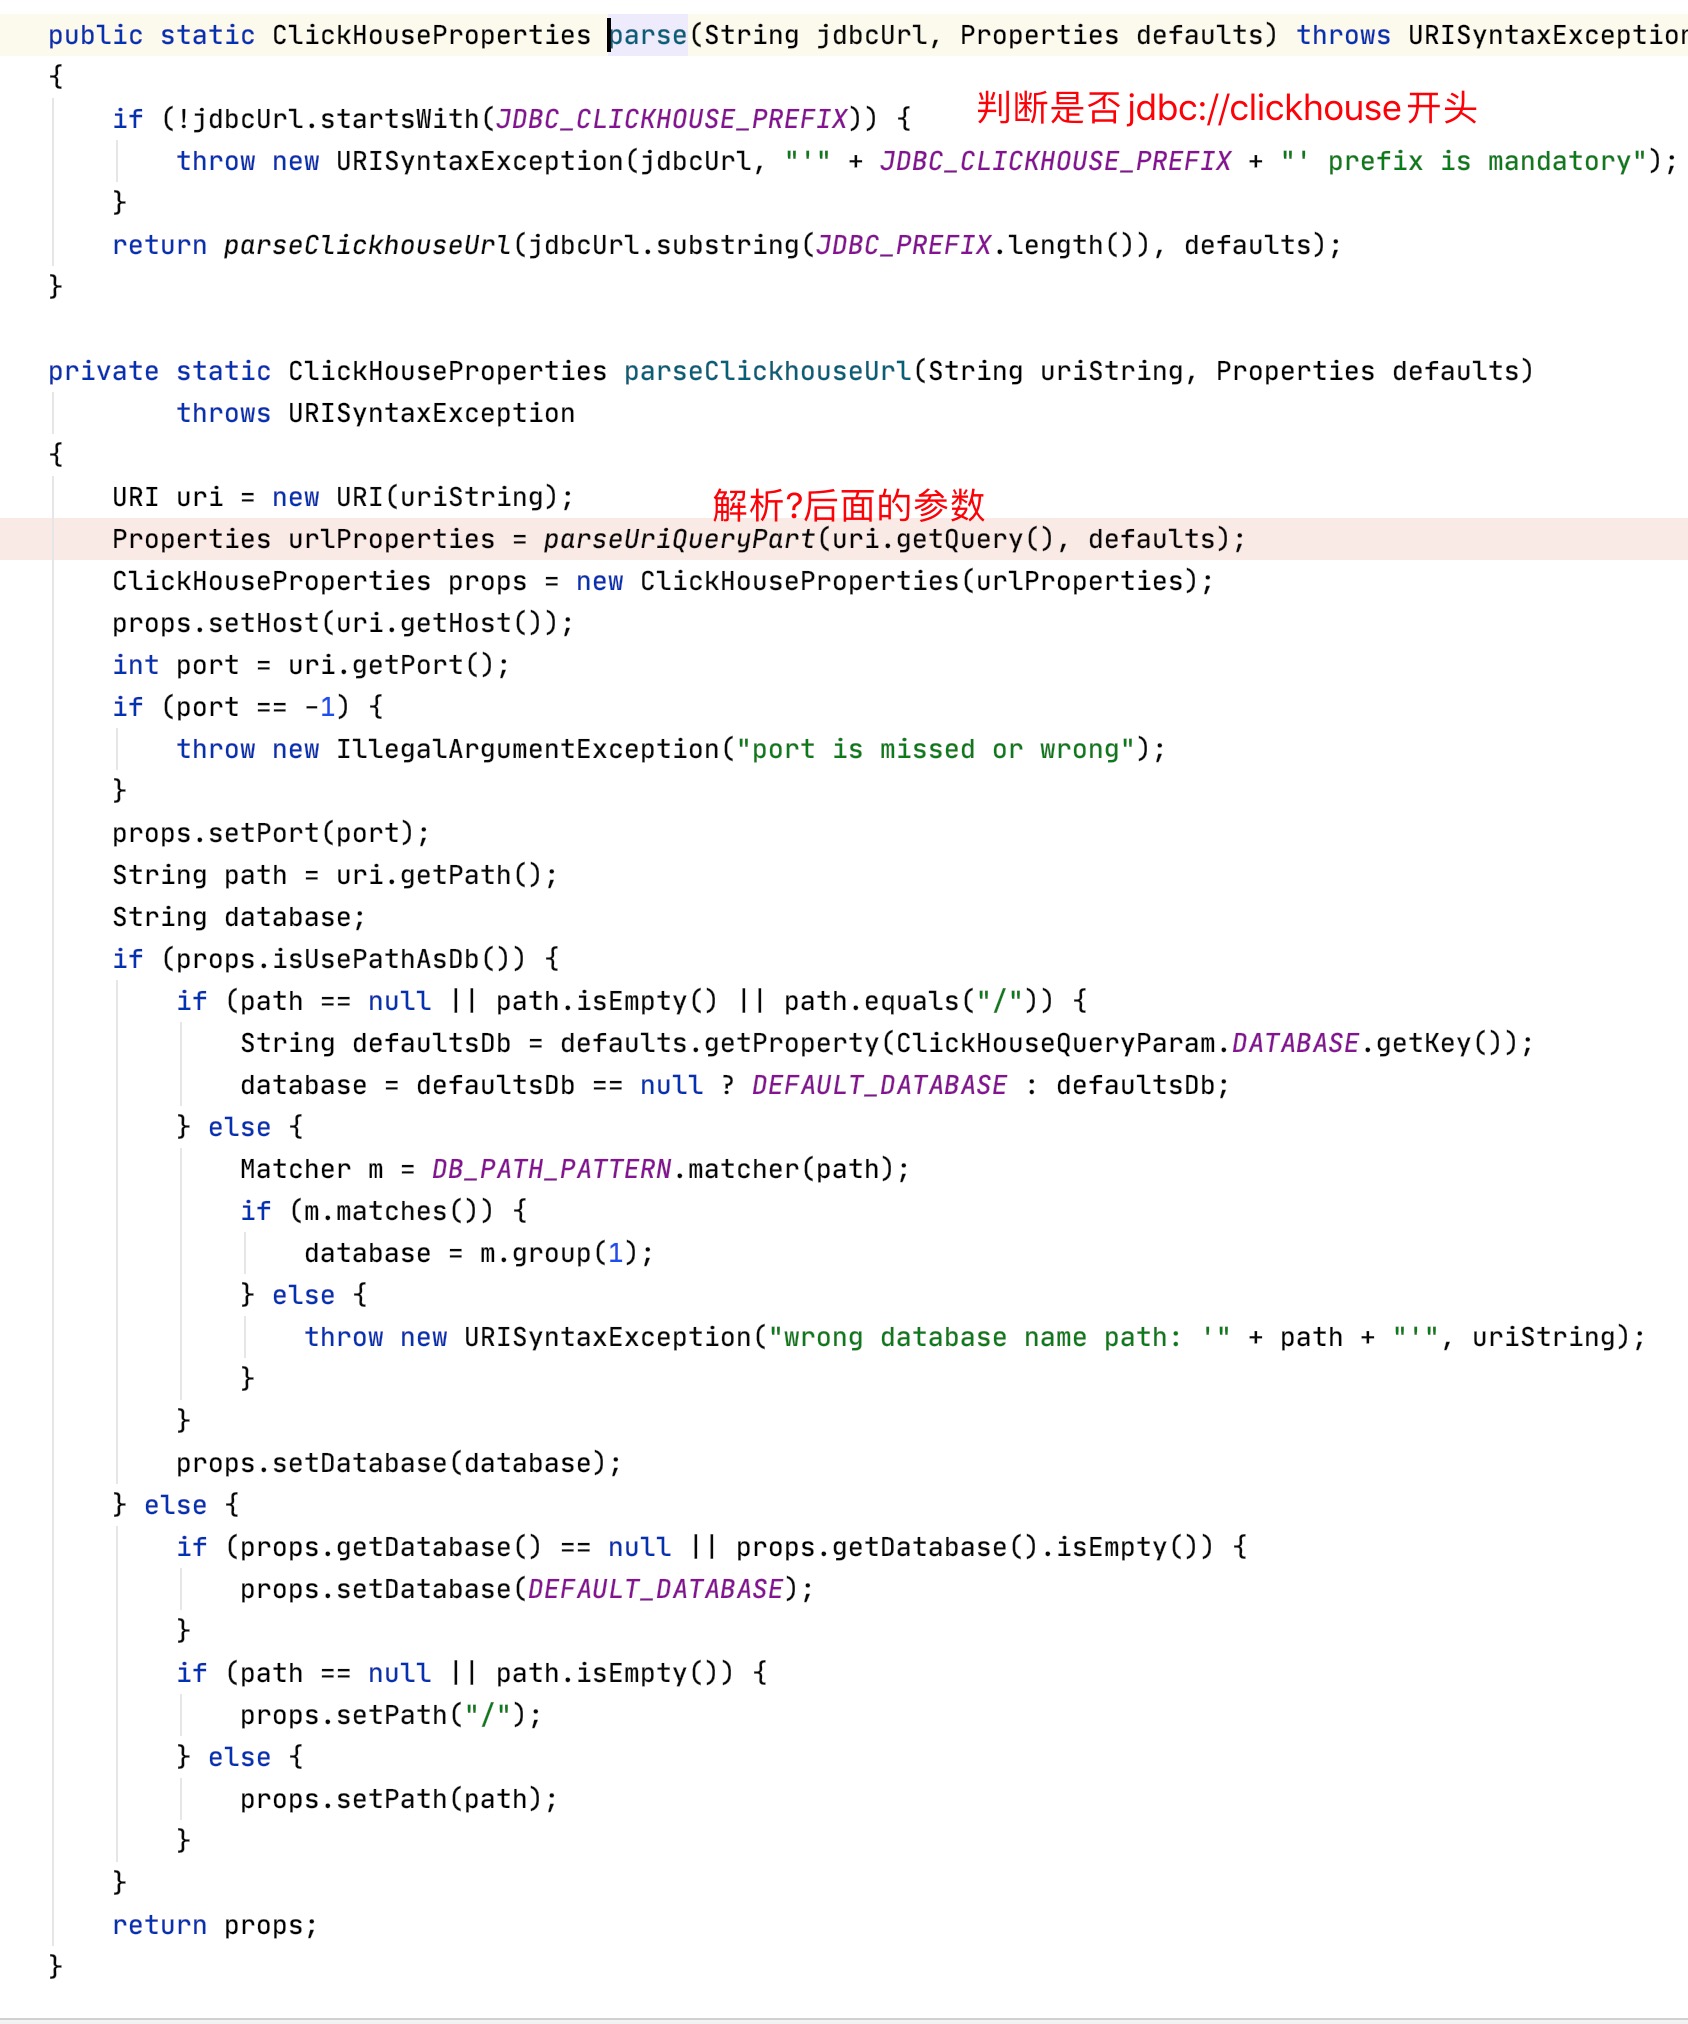 public static ClickHouseProperties parse(String jdbcUrl, Properties defaults) throws URISyntaxException
{
判断是否jdbc://clickhouse开头
if (!jdbcUrl.startsWith(JDBC_CLICKHOUSE_PREFIX)) {
throw new URISyntaxException(jdbcUrl, "'" + JDBC_CLICKHOUSE_PREFIX + "' prefix is mandatory");
}
return parseClickhouseUrl(jdbcUrl.substring(JDBC_PREFIX.length()), defaults);
}
private static ClickHouseProperties parseClickhouseUrl(String uriString, Properties defaults)
throws URISyntaxException
{
URI uri = new URI(uriString);
解析?后面的参数
Properties urlProperties = parseUriQueryPart(uri.getQuery(), defaults);
ClickHouseProperties props = new ClickHouseProperties(urlProperties);
props.setHost(uri.getHost());
int port = uri.getPort();
if (port == -1) {
throw new IllegalArgumentException("port is missed or wrong");
}
props.setPort(port);
String path = uri.getPath();
String database;
if (props.isUsePathAsDb()) {
if (path == null || path.isEmpty() || path.equals("/")) {
String defaultsDb = defaults.getProperty(ClickHouseQueryParam.DATABASE.getKey());
database = defaultsDb == null ? DEFAULT_DATABASE : defaultsDb;
} else {
Matcher m = DB_PATH_PATTERN.matcher(path);
if (m.matches()) {
database = m.group(1);
} else {
throw new URISyntaxException("wrong database name path: '" + path + "'", uriString);
}
}
props.setDatabase(database);
} else {
if (props.getDatabase() == null || props.getDatabase().isEmpty()) {
props.setDatabase(DEFAULT_DATABASE);
}
if (path == null || path.isEmpty()) {
props.setPath("/");
} else {
props.setPath(path);
}
}
return props;
}